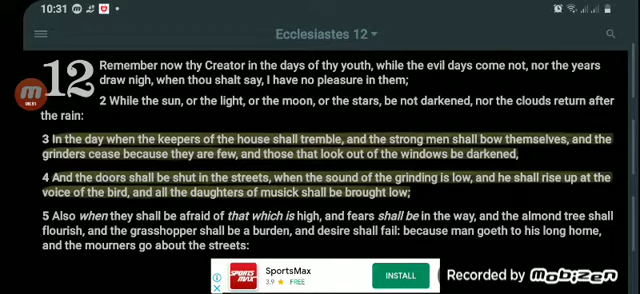 10:31
Ecclesiastes 12
12 Remember now thy Creator in the days of thy youth, while the evil days come not, nor the years
draw nigh, when thou shalt say, I have no pleasure in them;
2 While the sun, or the light, or the moon, or the stars, be not darkened, nor the clouds return after
the rain:
3 In the day when the keepers of the house shall tremble, and the strong men shall bow themselves, and the
grinders cease because they are few, and those that look out of the windows be darkened,
4 And the doors shall be shut in the streets, when the sound of the grinding is low, and he shall rise up at the
voice of the bird, and all the daughters of musick shall be brought low;
5 Also when they shall be afraid of that which is high, and fears shall be in the way, and the almond tree shall
flourish, and the grasshopper shall be a burden, and desire shall fail: because man goeth to his long home,
and the mourners go about the streets:
SPORTS
MAX
SportsMax
3.9 ★ FREE
INSTALL
Recorded by Mobizen